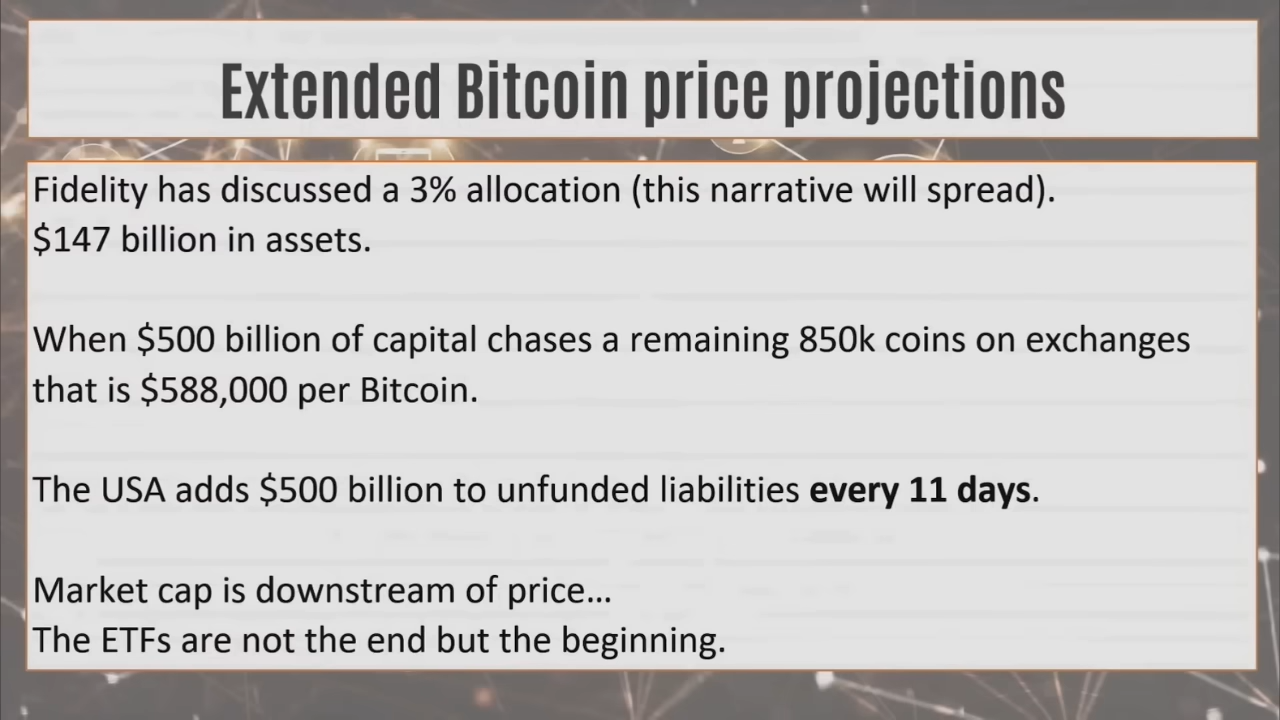 Extended Bitcoin price projections
Fidelity has discussed a 3% allocation (this narrative will spread).
$147 billion in assets.
When $500 billion of capital chases a remaining 850k coins on exchanges
that is $588,000 per Bitcoin.
The USA adds $500 billion to unfunded liabilities every 11 days.
Market cap is downstream of price...
The ETFs are not the end but the beginning.